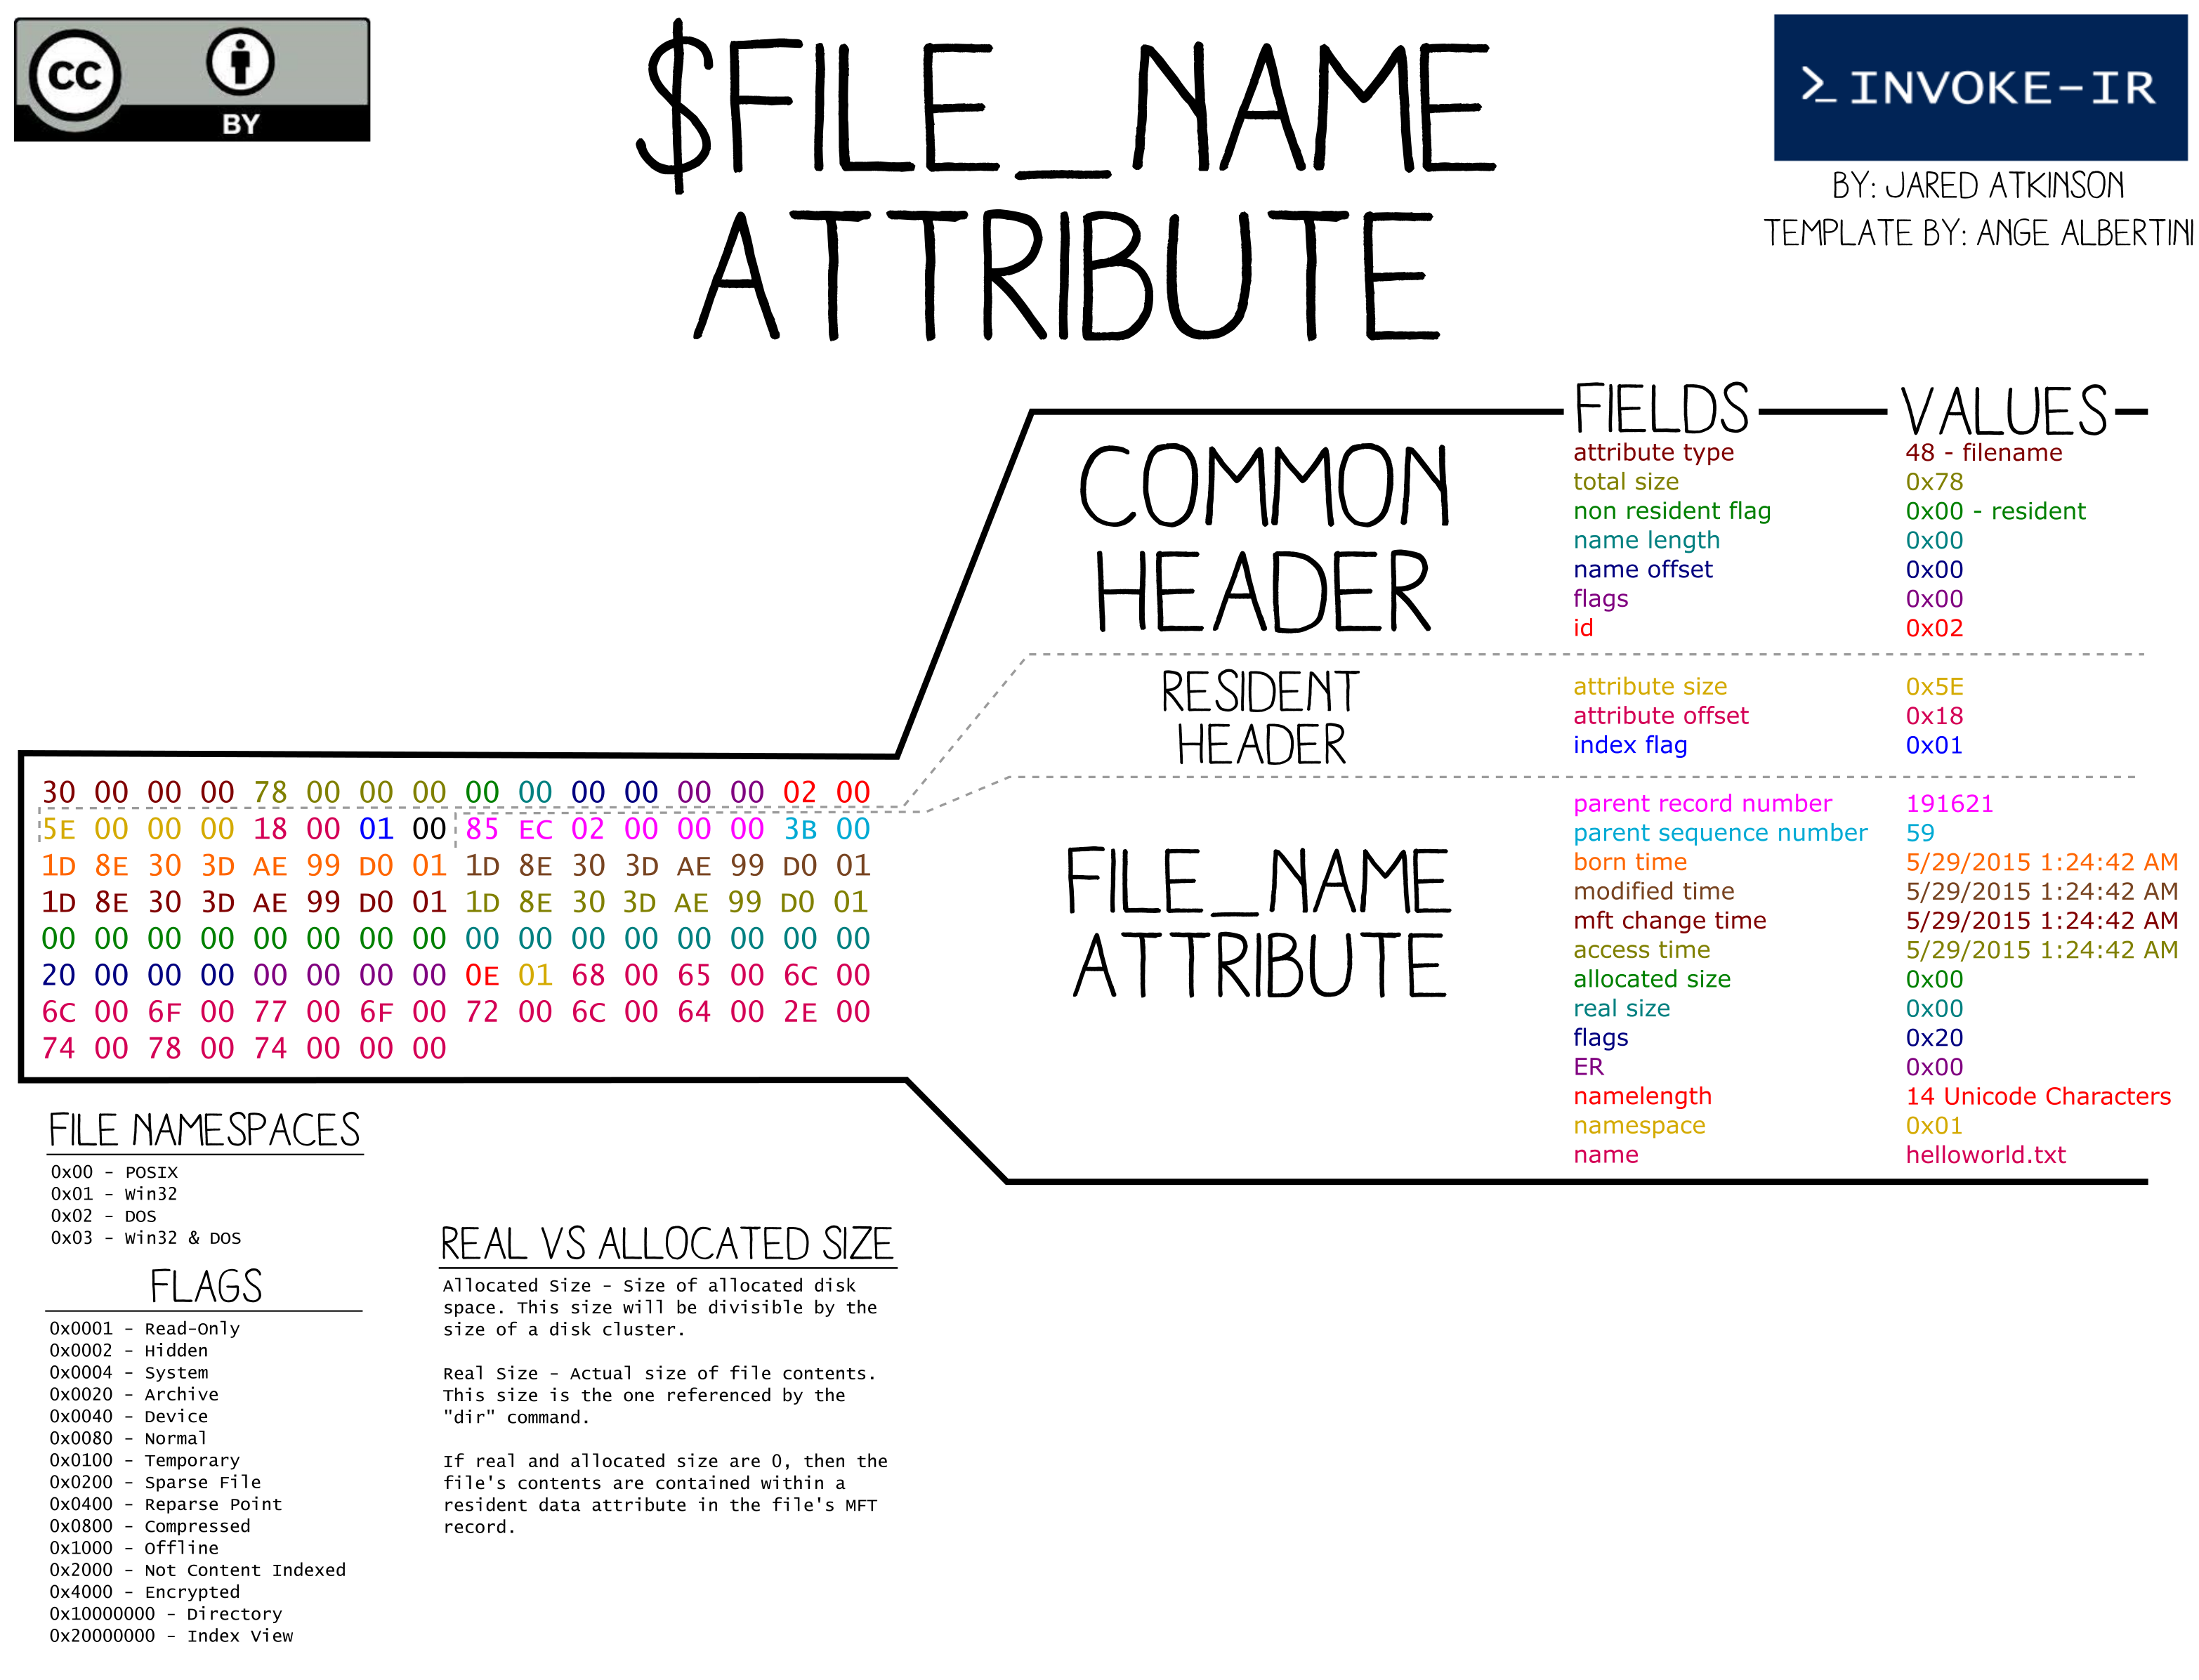 cc
BY
$FILE_NAME
ATTRIBUTE
>_ INVOKE-IR
BY: JARED ATKINSON
TEMPLATE BY: ANGE ALBERTINI
FIELDS VALUES
COMMON
HEADER
attribute type 48 - filename
total size 0x78
non resident flag 0x00 - resident
name length 0x00
name offset 0x00
flags 0x00
id 0x02
RESIDENT
HEADER
attribute size 0x5E
attribute offset 0x18
index flag 0x01
FILE_NAME
ATTRIBUTE
parent record number 191621
parent sequence number 59
born time 5/29/2015 1:24:42 AM
modified time 5/29/2015 1:24:42 AM
mft change time 5/29/2015 1:24:42 AM
access time 5/29/2015 1:24:42 AM
allocated size 0x00
real size 0x00
flags 0x20
ER 0x00
namelength 14 Unicode Characters
namespace 0x01
name helloworld.txt
30 00 00 00 78 00 00 00 00 00 00 00 00 00 02 00
5E 00 00 00 18 00 01 00 85 EC 02 00 00 00 3B 00
1D 8E 30 3D AE 99 D0 01 1D 8E 30 3D AE 99 D0 01
1D 8E 30 3D AE 99 D0 01 1D 8E 30 3D AE 99 D0 01
00 00 00 00 00 00 00 00 00 00 00 00 00 00 00 00
20 00 00 00 00 00 00 00 0E 01 68 00 65 00 6C 00
6C 00 6F 00 77 00 6F 00 72 00 6C 00 64 00 2E 00
74 00 78 00 74 00 00 00
FILE NAMESPACES
0x00 - POSIX
0x01 - Win32
0x02 - DOS
0x03 - Win32 & DOS
FLAGS
0x0001 - Read-Only
0x0002 - Hidden
0x0004 - System
0x0020 - Archive
0x0040 - Device
0x0080 - Normal
0x0100 - Temporary
0x0200 - Sparse File
0x0400 - Reparse Point
0x0800 - Compressed
0x1000 - Offline
0x2000 - Not Content Indexed
0x4000 - Encrypted
0x10000000 - Directory
0x20000000 - Index View
REAL VS ALLOCATED SIZE
Allocated Size - Size of allocated disk
space. This size will be divisible by the
size of a disk cluster.
Real Size - Actual size of file contents.
This size is the one referenced by the
"dir" command.
If real and allocated size are 0, then the
file's contents are contained within a
resident data attribute in the file's MFT
record.